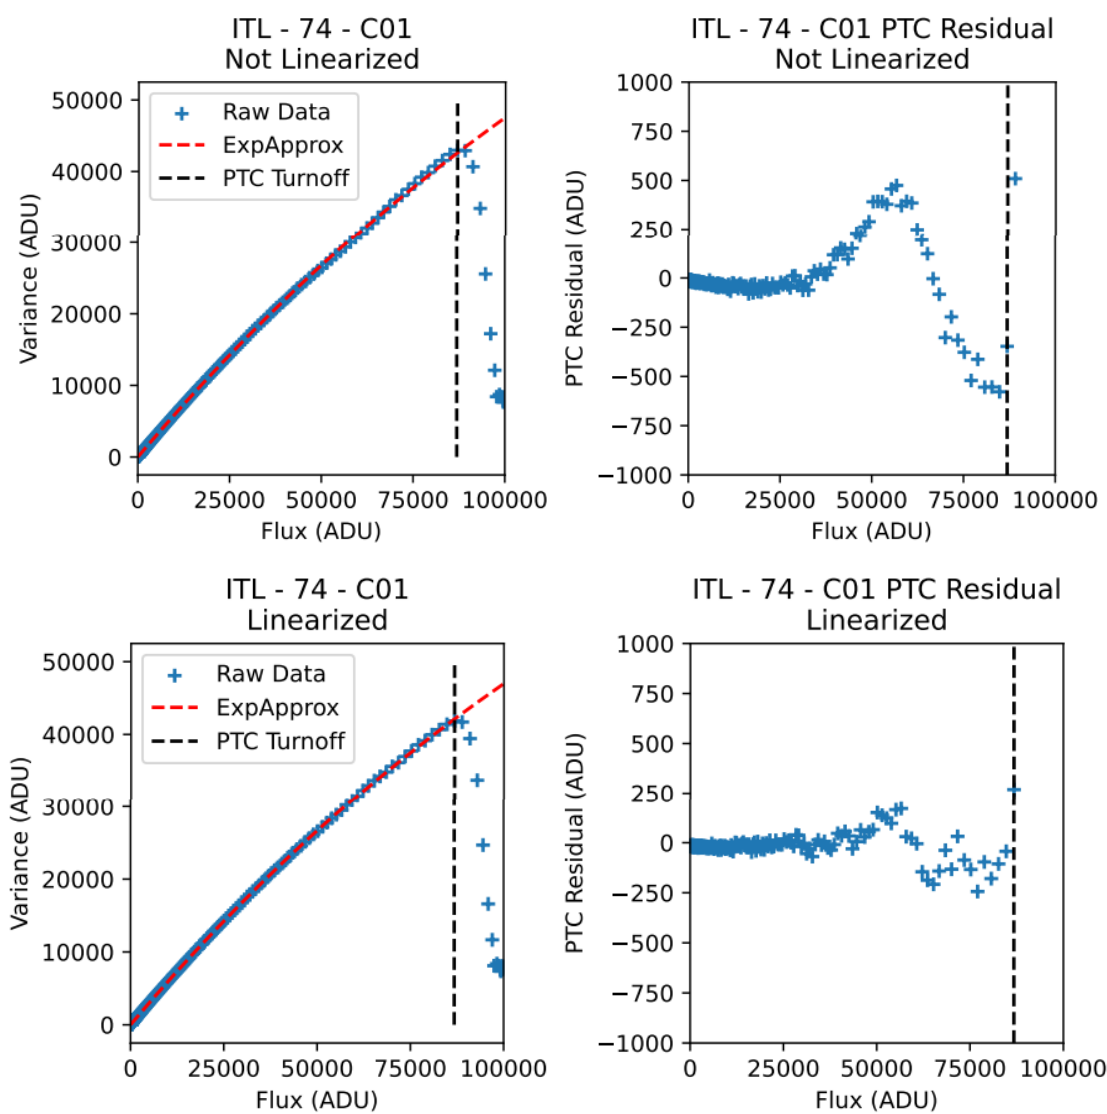 ITL - 74 - C01
Not Linearized
50000
40000
30000
20000
10000
0
Variance (ADU)
Raw Data
ExpApprox
PTC Turnoff
0
25000
50000
75000
100000
Flux (ADU)
ITL - 74 - C01 PTC Residual
Not Linearized
1000
750
500
250
0
−250
−500
−750
−1000
PTC Residual (ADU)
0
25000
50000
75000
100000
Flux (ADU)
ITL - 74 - C01
Linearized
50000
40000
30000
20000
10000
0
Variance (ADU)
Raw Data
ExpApprox
PTC Turnoff
0
25000
50000
75000
100000
Flux (ADU)
ITL - 74 - C01 PTC Residual
Linearized
1000
750
500
250
0
−250
−500
−750
−1000
PTC Residual (ADU)
0
25000
50000
75000
100000
Flux (ADU)